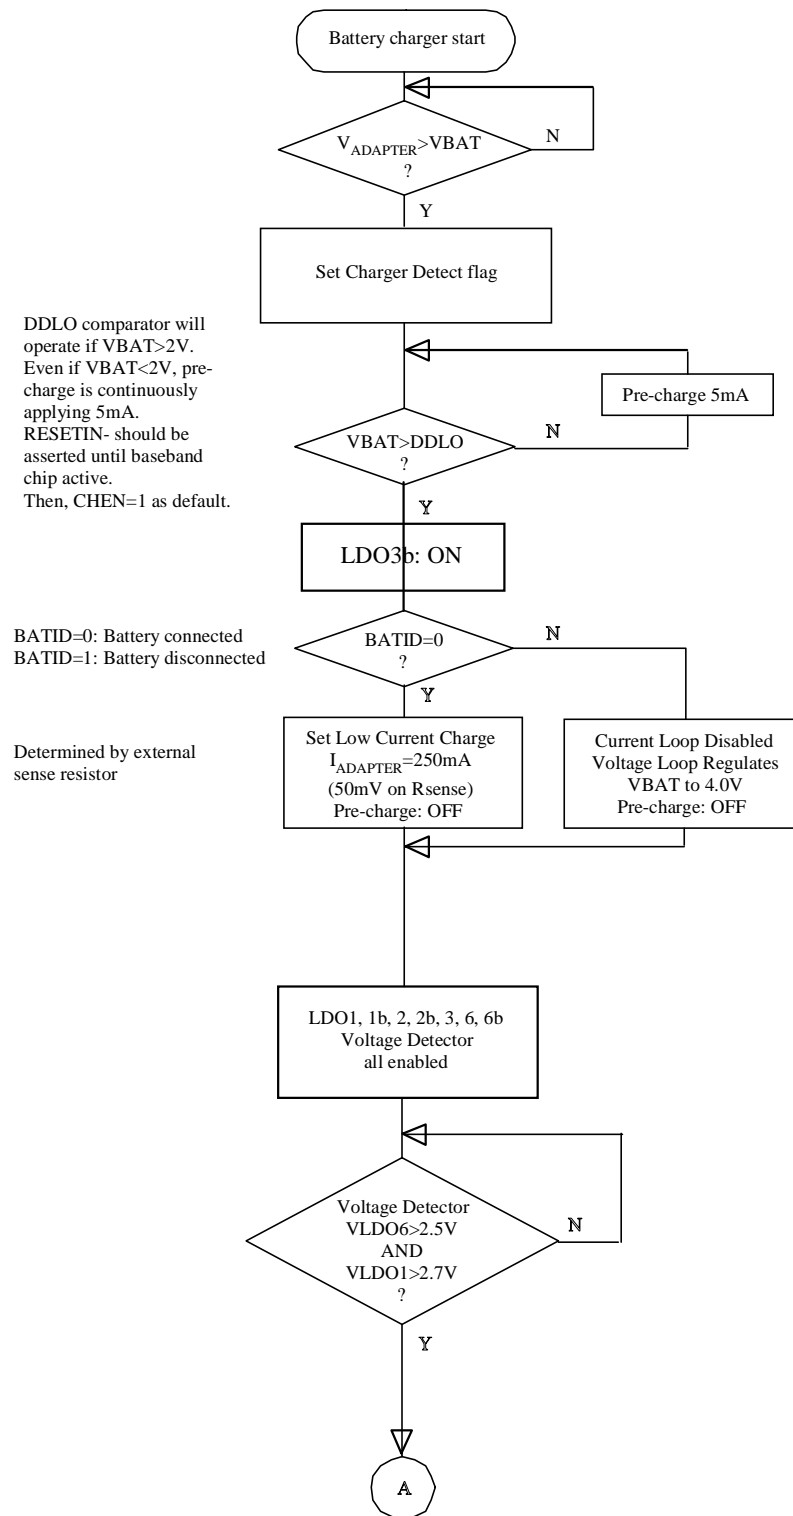 Battery charger start
V_ADAPTER>VBAT
?
N
Y
Set Charger Detect flag
DDLO comparator will
operate if VBAT>2V.
Even if VBAT<2V, pre-
charge is continuously
applying 5mA.
RESETIN- should be
asserted until baseband
chip active.
Then, CHEN=1 as default.
Pre-charge 5mA
VBAT>DDLO
?
N
Y
LDO3b: ON
BATID=0: Battery connected
BATID=1: Battery disconnected
BATID=0
?
N
Y
Determined by external
sense resistor
Set Low Current Charge
I_ADAPTER=250mA
(50mV on Rsense)
Pre-charge: OFF
Current Loop Disabled
Voltage Loop Regulates
VBAT to 4.0V
Pre-charge: OFF
LDO1, 1b, 2, 2b, 3, 6, 6b
Voltage Detector
all enabled
Voltage Detector
VLDO6>2.5V
AND
VLDO1>2.7V
?
N
Y
A